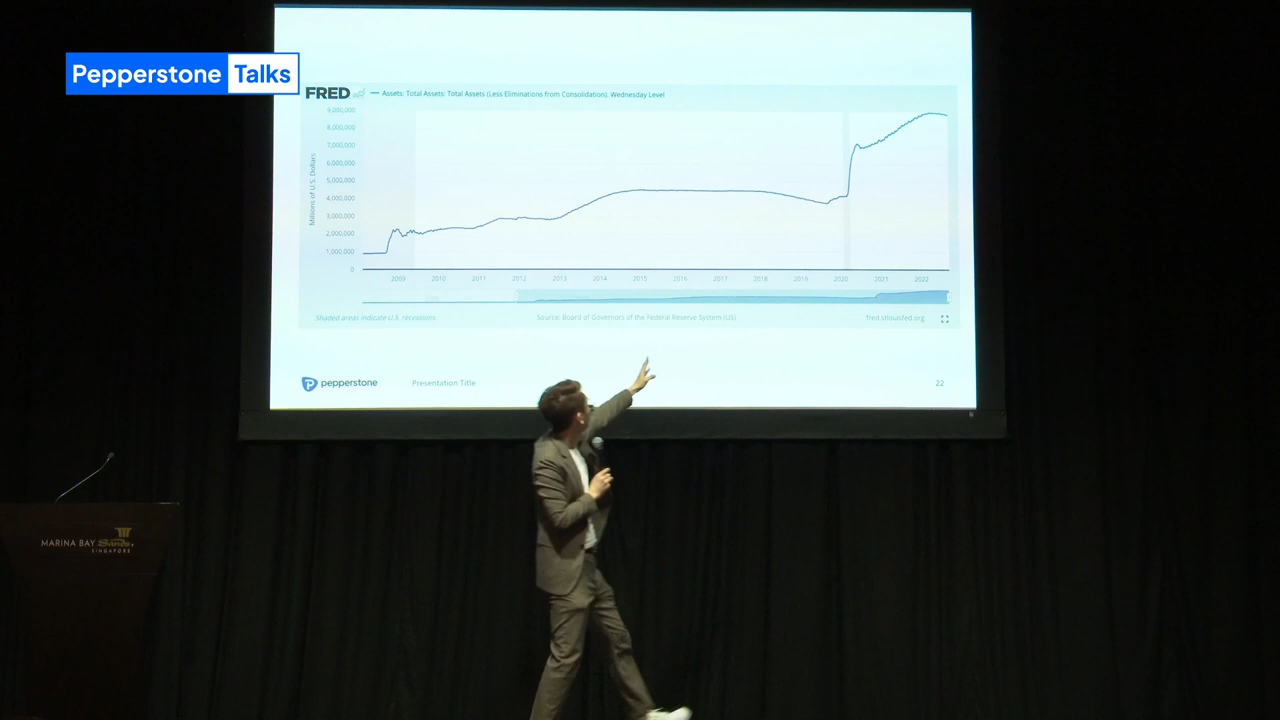 Pepperstone Talks
FRED
Assets: Total Assets: Total Assets (Less Eliminations from Consolidation). Wednesday Level
Millions of U.S. Dollars
9,000,000
8,000,000
7,000,000
6,000,000
5,000,000
4,000,000
3,000,000
2,000,000
1,000,000
0
2009 2010 2011 2012 2013 2014 2015 2016 2017 2018 2019 2020 2021 2022
Shaded areas indicate U.S. recessions.
Source: Board of Governors of the Federal Reserve System (US)
fred.stlouisfed.org
pepperstone
Presentation Title
22
MARINA BAY Sands.
SINGAPORE